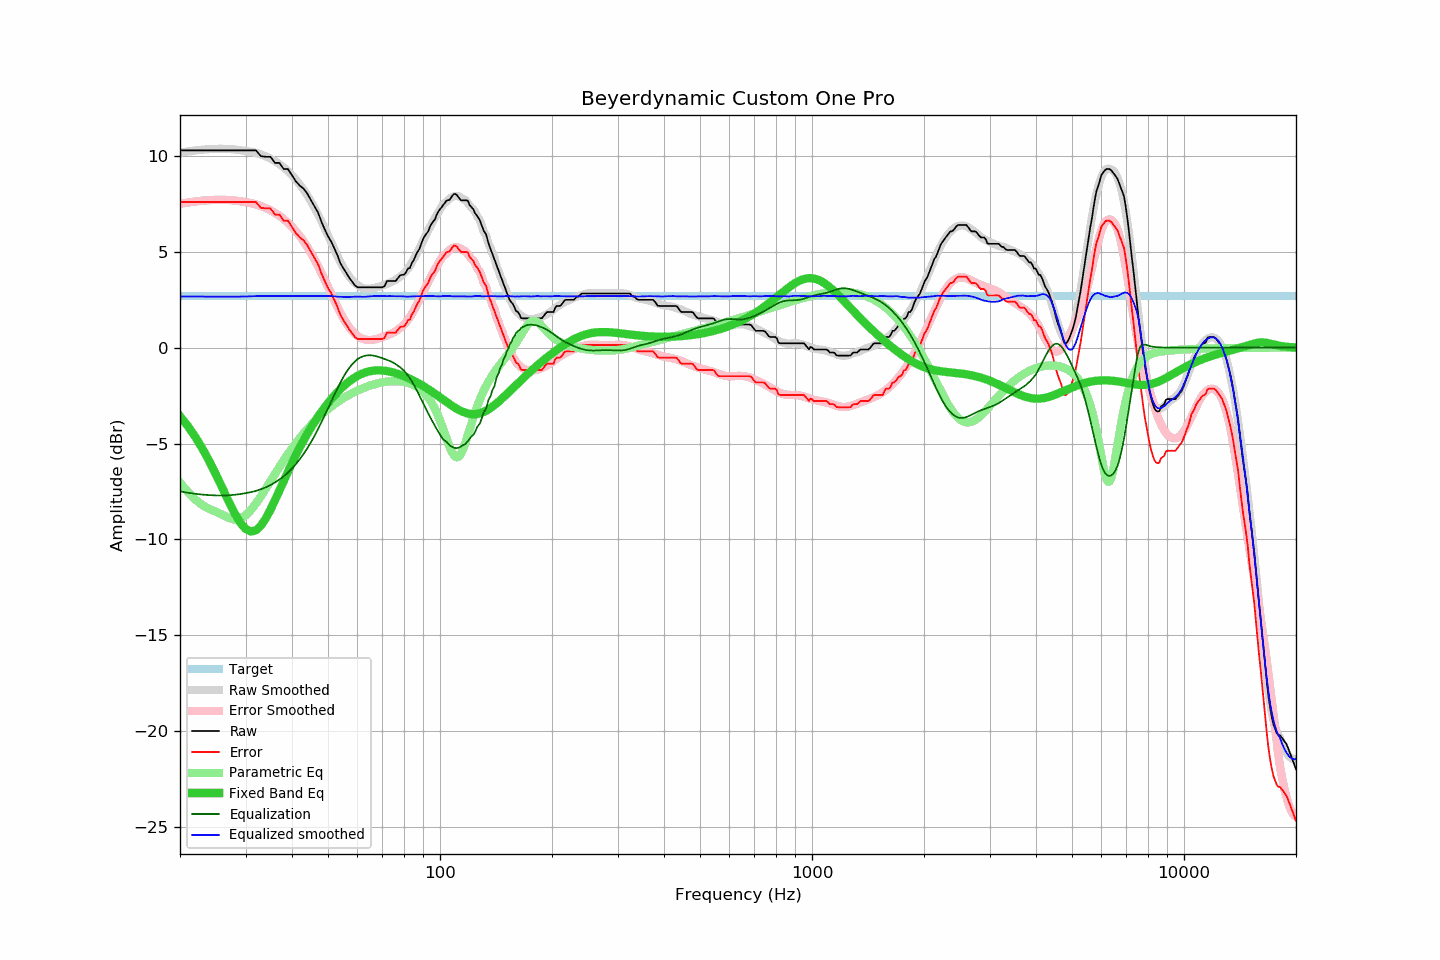 Beyerdynamic Custom One Pro
Amplitude (dBr)
10
5
0
−5
−10
−15
−20
−25
Target
Raw Smoothed
Error Smoothed
Raw
Error
Parametric Eq
Fixed Band Eq
Equalization
Equalized smoothed
100
1000
10000
Frequency (Hz)